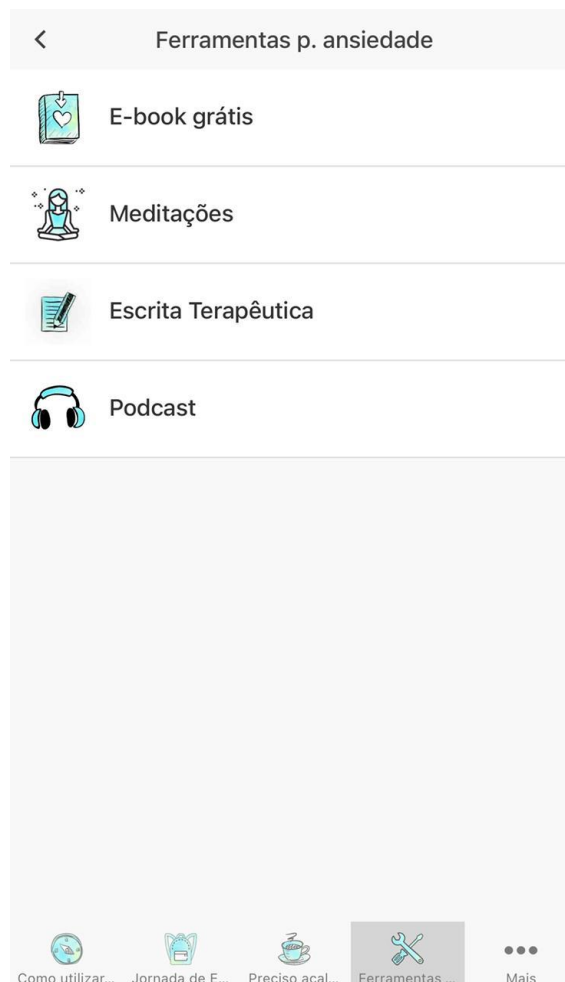 Ferramentas p. ansiedade
E-book grátis
Meditações
Escrita Terapêutica
Podcast
Como utilizar...
Jornada de E...
Preciso acal...
Ferramentas ...
Mais